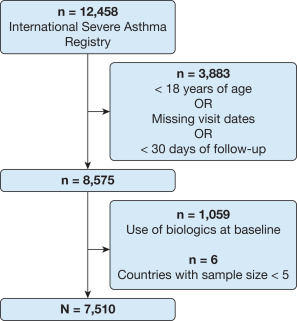 n = 12,458
International Severe Asthma
Registry
n = 3,883
< 18 years of age
OR
Missing visit dates
OR
< 30 days of follow-up
n = 8,575
n = 1,059
Use of biologics at baseline
n = 6
Countries with sample size < 5
N = 7,510